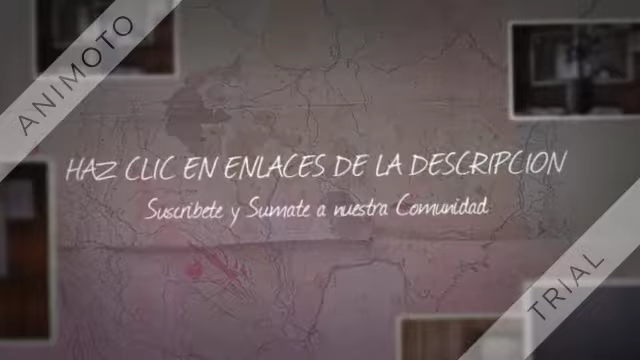 ANIMOTO
HAZ CLIC EN ENLACES DE LA DESCRIPCION
Suscribete y Sumate a nuestra Comunidad
TRIAL